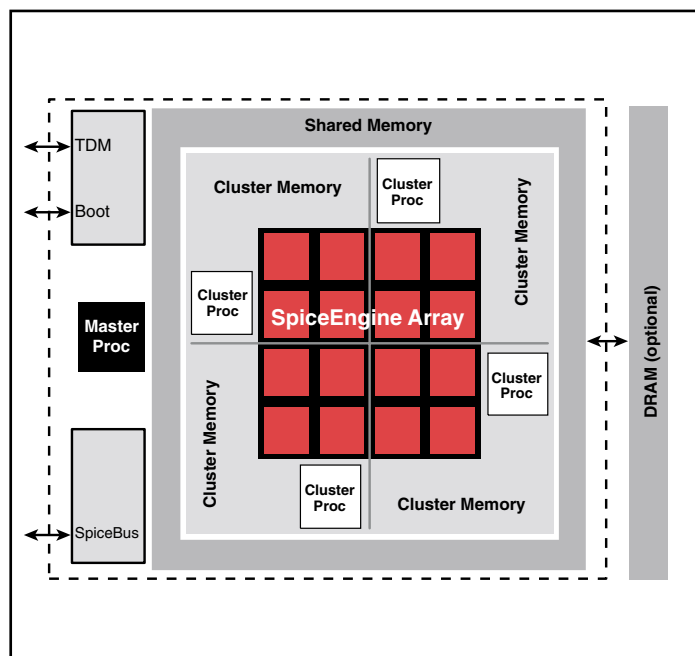 Shared Memory
TDM
Boot
Master
Proc
SpiceBus
Cluster Memory
Cluster
Proc
Cluster Memory
Cluster
Proc
SpiceEngine Array
Cluster
Proc
Cluster Memory
Cluster
Proc
Cluster Memory
DRAM (optional)